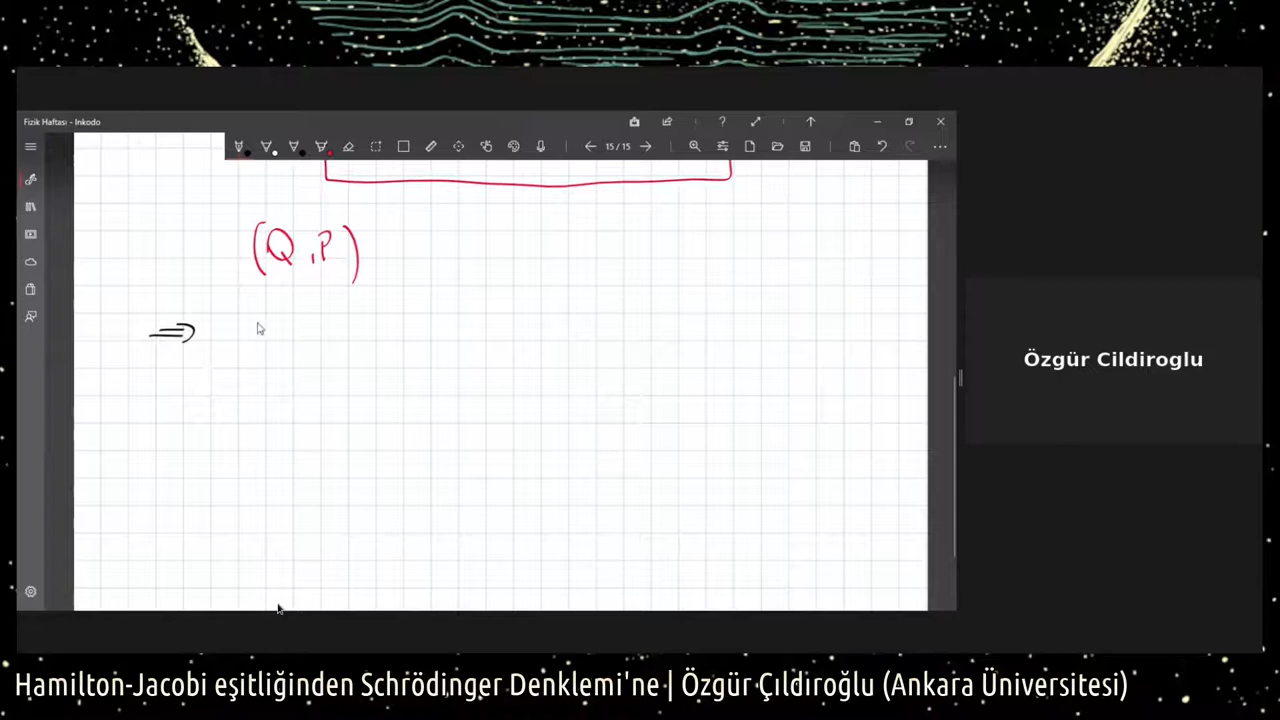 Fizik Haftası - Inkodo
15 / 15
(Q, P)
⇒
Özgür Cildiroglu
Hamilton-Jacobi eşitliğinden Schrödinger Denklemi'ne | Özgür Çıldıroğlu (Ankara Üniversitesi)